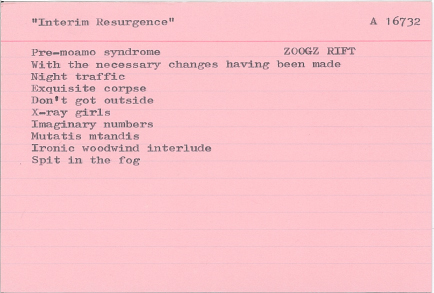 "Interim Resurgence" A 16732
Pre-moamo syndrome ZOOGZ RIFT
With the necessary changes having been made
Night traffic
Exquisite corpse
Don't got outside
X-ray girls
Imaginary numbers
Mutatis mtandis
Ironic woodwind interlude
Spit in the fog